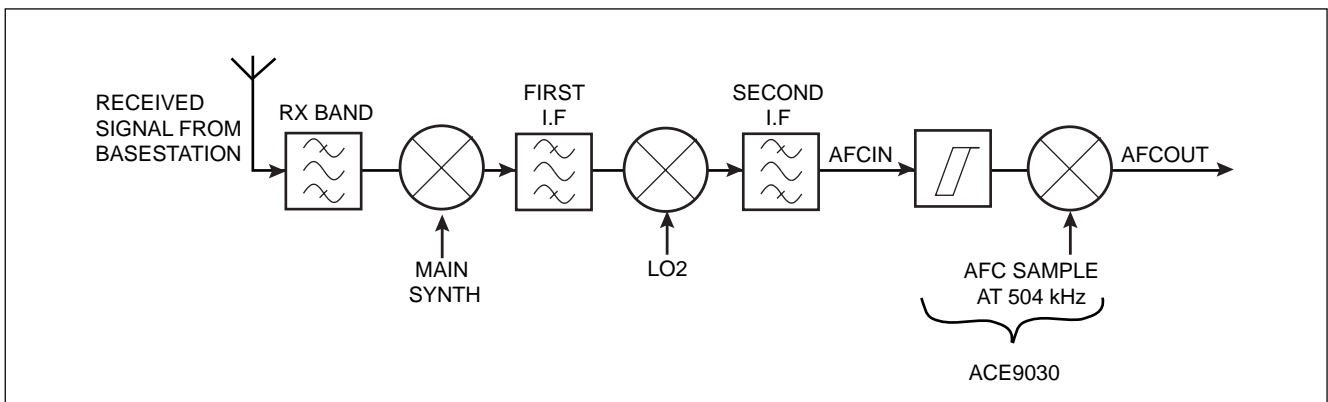 RECEIVED
SIGNAL FROM
BASESTATION
RX BAND
FIRST
I.F
SECOND
I.F
AFCIN
AFCOUT
MAIN
SYNTH
LO2
AFC SAMPLE
AT 504 kHz
ACE9030